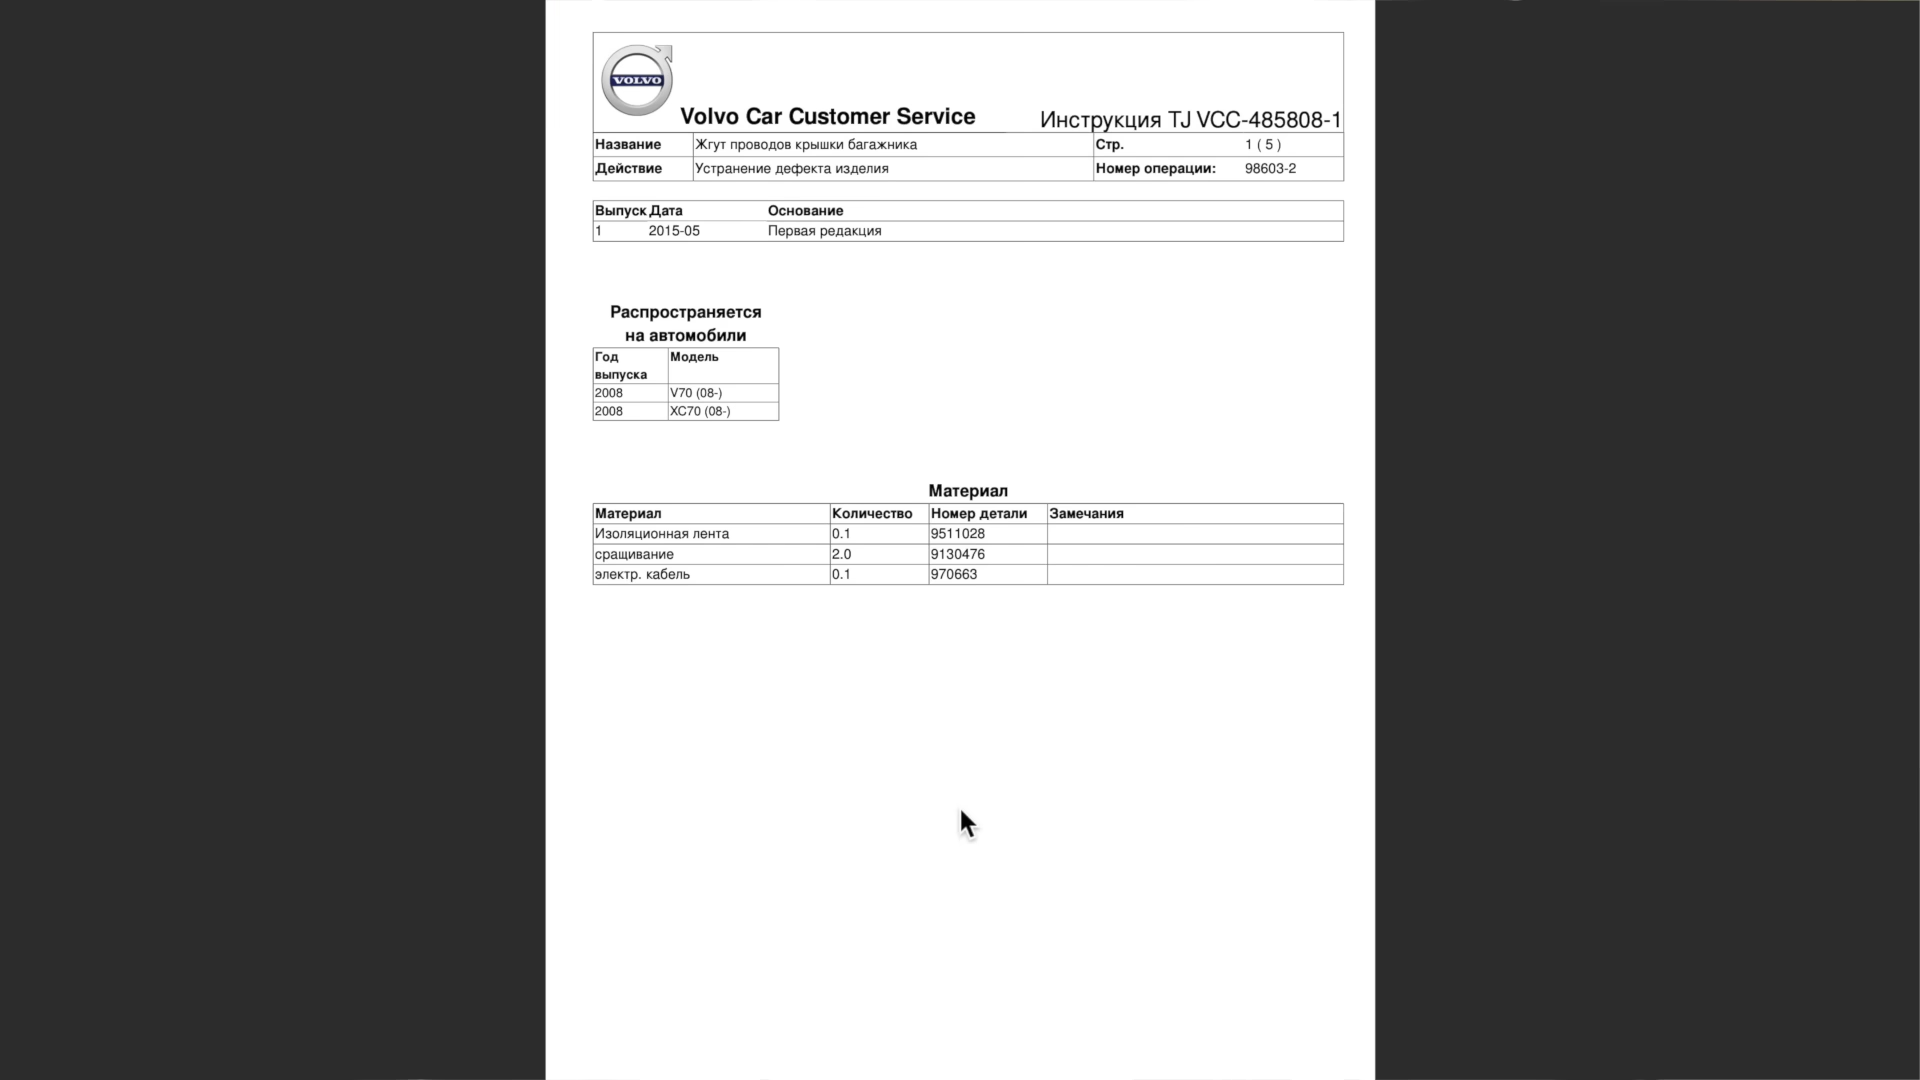 VOLVO
Volvo Car Customer Service Инструкция TJ VCC-485808-1
Название Жгут проводов крышки багажника Стр. 1 ( 5 )
Действие Устранение дефекта изделия Номер операции: 98603-2
Выпуск Дата Основание
1 2015-05 Первая редакция
Распространяется
на автомобили
Год Модель
выпуска
2008 V70 (08-)
2008 XC70 (08-)
Материал
Материал Количество Номер детали Замечания
Изоляционная лента 0.1 9511028
сращивание 2.0 9130476
электр. кабель 0.1 970663